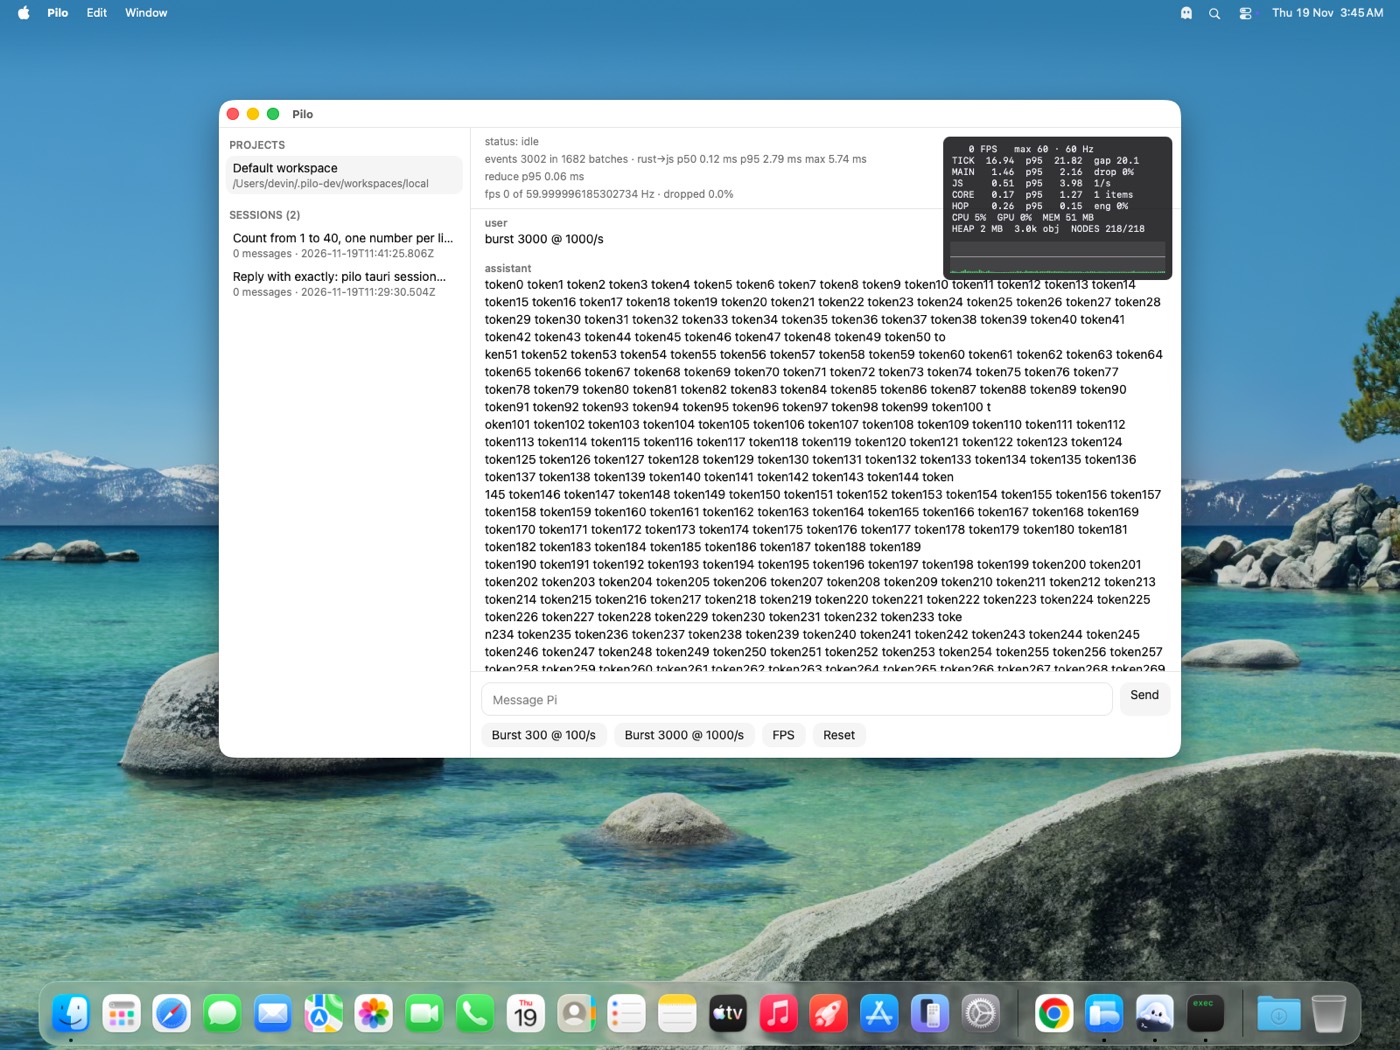 Pilo Edit Window
Thu 19 Nov 3:45 AM
Pilo
PROJECTS
Default workspace
/Users/devin/.pilo-dev/workspaces/local
SESSIONS (2)
Count from 1 to 40, one number per li...
0 messages · 2026-11-19T11:41:25.806Z
Reply with exactly: pilo tauri session...
0 messages · 2026-11-19T11:29:30.504Z
status: idle
events 3002 in 1682 batches · rust→js p50 0.12 ms p95 2.79 ms max 5.74 ms
reduce p95 0.06 ms
fps 0 of 59.999996185302734 Hz · dropped 0.0%
0 FPS max 60 · 60 Hz
TICK 16.94 p95 21.82 gap 20.1
MAIN 1.46 p95 2.16 drop 0%
JS 0.51 p95 3.98 1/s
CORE 0.17 p95 1.27 1 items
HOP 0.26 p95 0.15 eng 0%
CPU 5% GPU 0% MEM 51 MB
HEAP 2 MB 3.0k obj NODES 218/218
user
burst 3000 @ 1000/s
assistant
token0 token1 token2 token3 token4 token5 token6 token7 token8 token9 token10 token11 token12 token13 token14
token15 token16 token17 token18 token19 token20 token21 token22 token23 token24 token25 token26 token27 token28
token29 token30 token31 token32 token33 token34 token35 token36 token37 token38 token39 token40 token41
token42 token43 token44 token45 token46 token47 token48 token49 token50 to
ken51 token52 token53 token54 token55 token56 token57 token58 token59 token60 token61 token62 token63 token64
token65 token66 token67 token68 token69 token70 token71 token72 token73 token74 token75 token76 token77
token78 token79 token80 token81 token82 token83 token84 token85 token86 token87 token88 token89 token90
token91 token92 token93 token94 token95 token96 token97 token98 token99 token100 t
oken101 token102 token103 token104 token105 token106 token107 token108 token109 token110 token111 token112
token113 token114 token115 token116 token117 token118 token119 token120 token121 token122 token123 token124
token125 token126 token127 token128 token129 token130 token131 token132 token133 token134 token135 token136
token137 token138 token139 token140 token141 token142 token143 token144 token
145 token146 token147 token148 token149 token150 token151 token152 token153 token154 token155 token156 token157
token158 token159 token160 token161 token162 token163 token164 token165 token166 token167 token168 token169
token170 token171 token172 token173 token174 token175 token176 token177 token178 token179 token180 token181
token182 token183 token184 token185 token186 token187 token188 token189
token190 token191 token192 token193 token194 token195 token196 token197 token198 token199 token200 token201
token202 token203 token204 token205 token206 token207 token208 token209 token210 token211 token212 token213
token214 token215 token216 token217 token218 token219 token220 token221 token222 token223 token224 token225
token226 token227 token228 token229 token230 token231 token232 token233 toke
n234 token235 token236 token237 token238 token239 token240 token241 token242 token243 token244 token245
token246 token247 token248 token249 token250 token251 token252 token253 token254 token255 token256 token257
token258 token259 token260 token261 token262 token263 token264 token265 token266 token267 token268 token269
Message Pi
Send
Burst 300 @ 100/s
Burst 3000 @ 1000/s
FPS
Reset
Thu
19
tv
exec